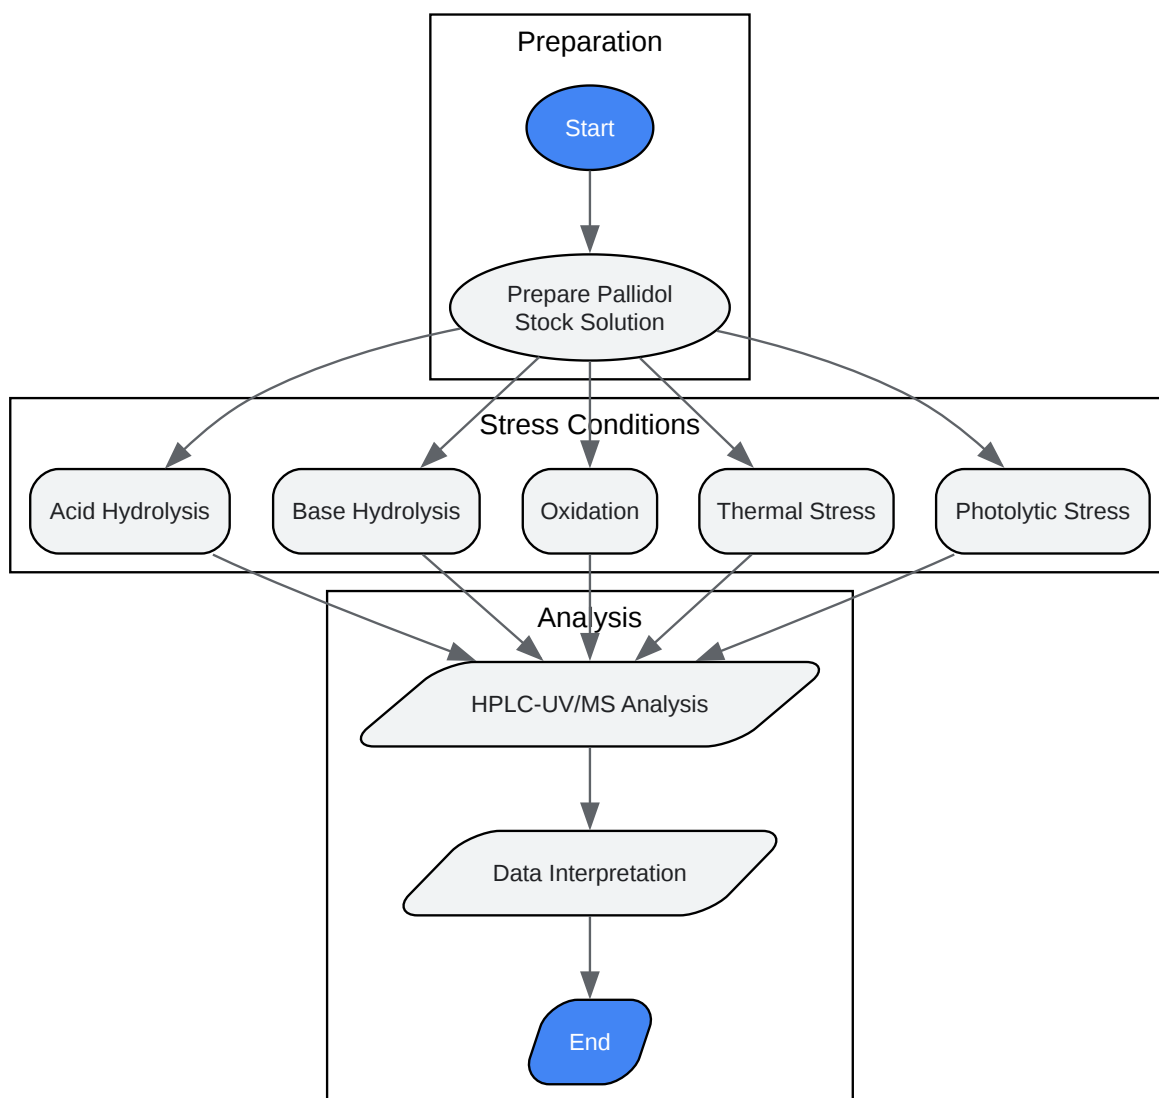 Preparation
Start
Prepare Pallidol
Stock Solution
Stress Conditions
Acid Hydrolysis
Base Hydrolysis
Oxidation
Thermal Stress
Photolytic Stress
Analysis
HPLC-UV/MS Analysis
Data Interpretation
End